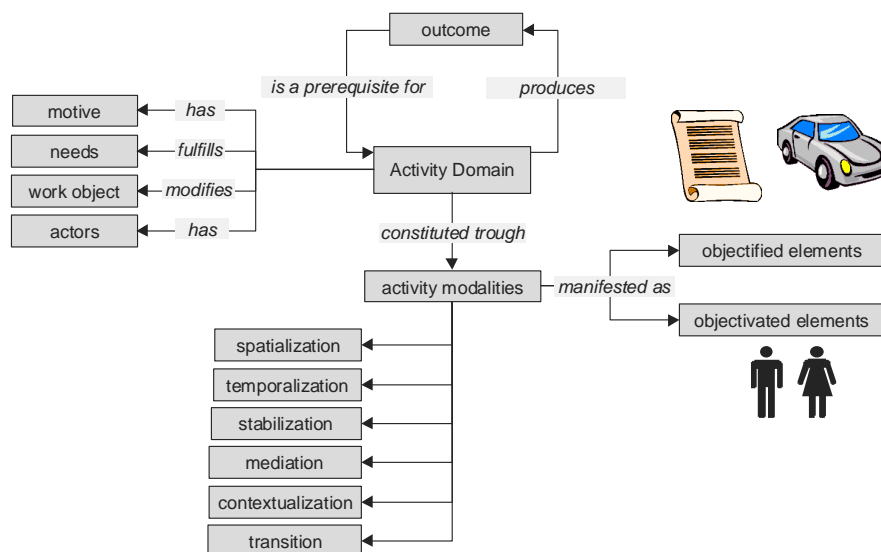 outcome
is a prerequisite for
produces
motive
has
needs
fulfills
work object
modifies
actors
has
Activity Domain
constituted trough
activity modalities
manifested as
objectified elements
objectivated elements
spatialization
temporalization
stabilization
mediation
contextualization
transition